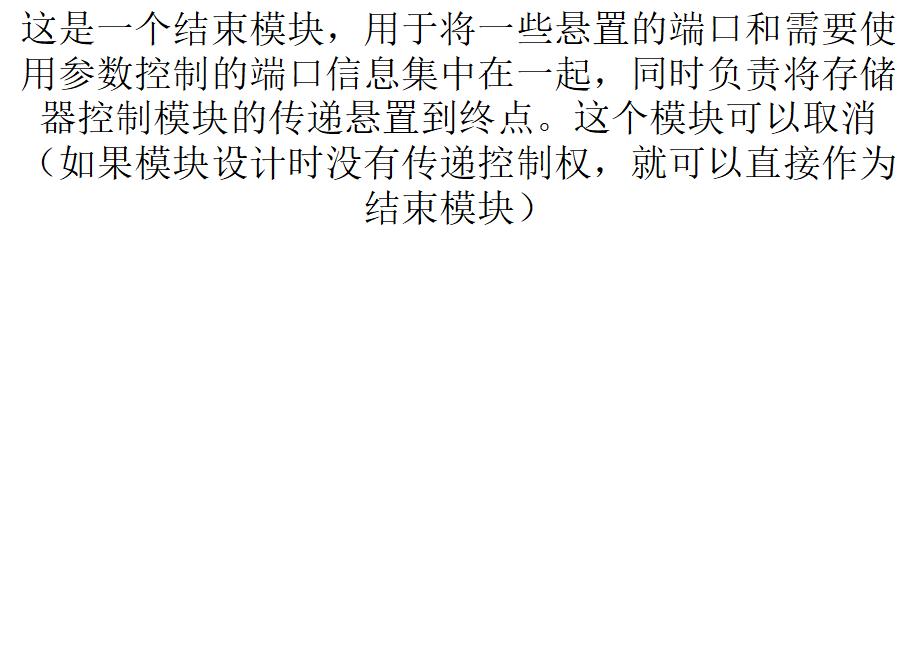 这是一个结束模块，用于将一些悬置的端口和需要使
用参数控制的端口信息集中在一起，同时负责将存储
器控制模块的传递悬置到终点。这个模块可以取消
（如果模块设计时没有传递控制权，就可以直接作为
结束模块）